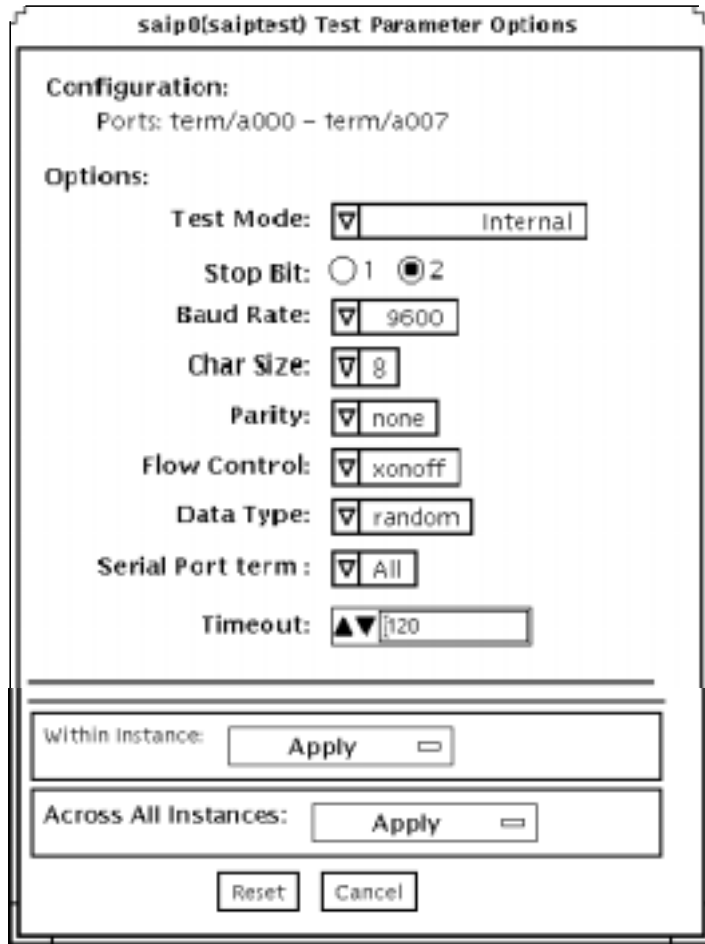 saip0(saiptest) Test Parameter Options
Configuration:
Ports: term/a000 – term/a007
Options:
Test Mode: Internal
Stop Bit: 1 2
Baud Rate: 9600
Char Size: 8
Parity: none
Flow Control: xonoff
Data Type: random
Serial Port term : All
Timeout: 120
Within Instance: Apply
Across All Instances: Apply
Reset Cancel